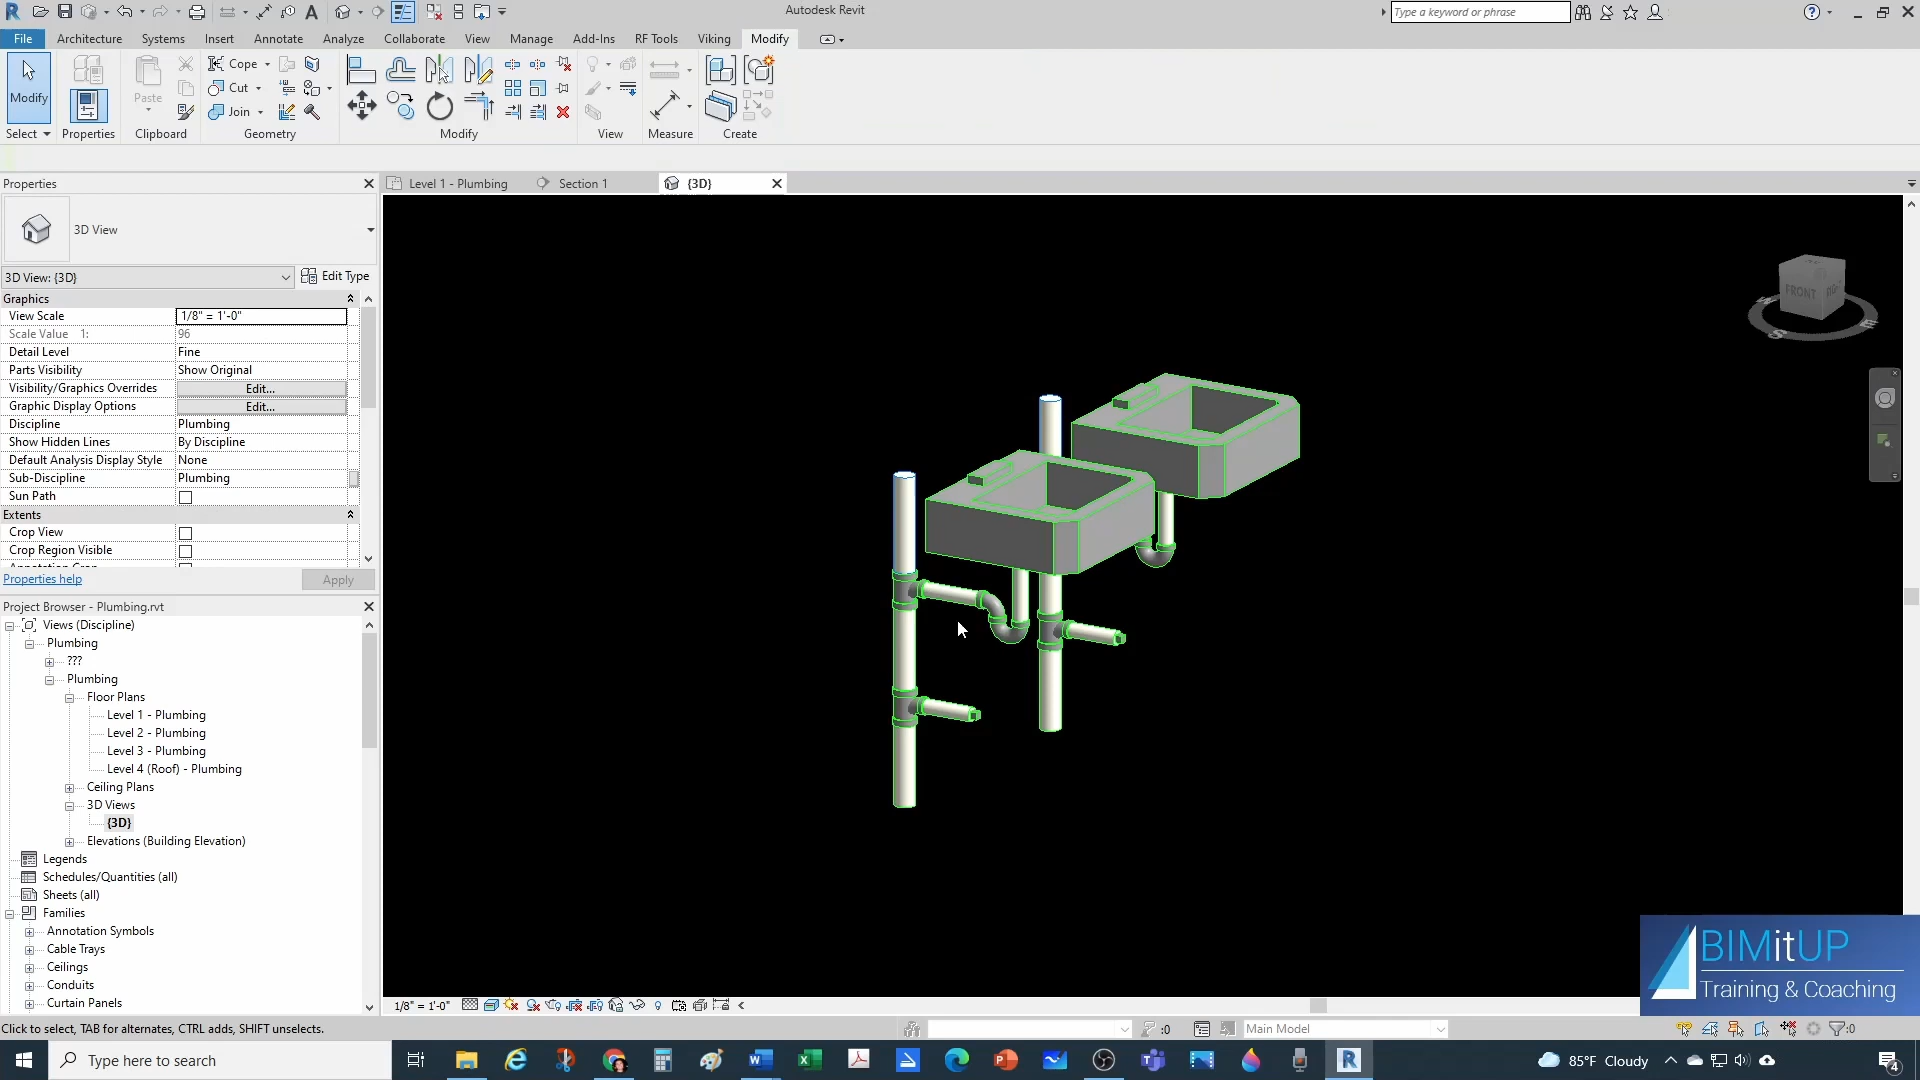 Autodesk Revit
Type a keyword or phrase
File
Architecture
Systems
Insert
Annotate
Analyze
Collaborate
View
Manage
Add-Ins
RF Tools
Viking
Modify
Modify
Paste
Cope
Cut
Join
Select
Properties
Clipboard
Geometry
Modify
View
Measure
Create
Properties
Level 1 - Plumbing
Section 1
{3D}
3D View
3D View: {3D}
Edit Type
Graphics
View Scale 1/8" = 1'-0"
Scale Value 1: 96
Detail Level Fine
Parts Visibility Show Original
Visibility/Graphics Overrides Edit...
Graphic Display Options Edit...
Discipline Plumbing
Show Hidden Lines By Discipline
Default Analysis Display Style None
Sub-Discipline Plumbing
Sun Path
Extents
Crop View
Crop Region Visible
Properties help
Apply
Project Browser - Plumbing.rvt
Views (Discipline)
Plumbing
???
Plumbing
Floor Plans
Level 1 - Plumbing
Level 2 - Plumbing
Level 3 - Plumbing
Level 4 (Roof) - Plumbing
Ceiling Plans
3D Views
{3D}
Elevations (Building Elevation)
Legends
Schedules/Quantities (all)
Sheets (all)
Families
Annotation Symbols
Cable Trays
Ceilings
Conduits
Curtain Panels
FRONT
S
E
BIMitUP
Training & Coaching
1/8" = 1'-0"
Click to select, TAB for alternates, CTRL adds, SHIFT unselects.
:0
Main Model
:0
Type here to search
85°F Cloudy
4